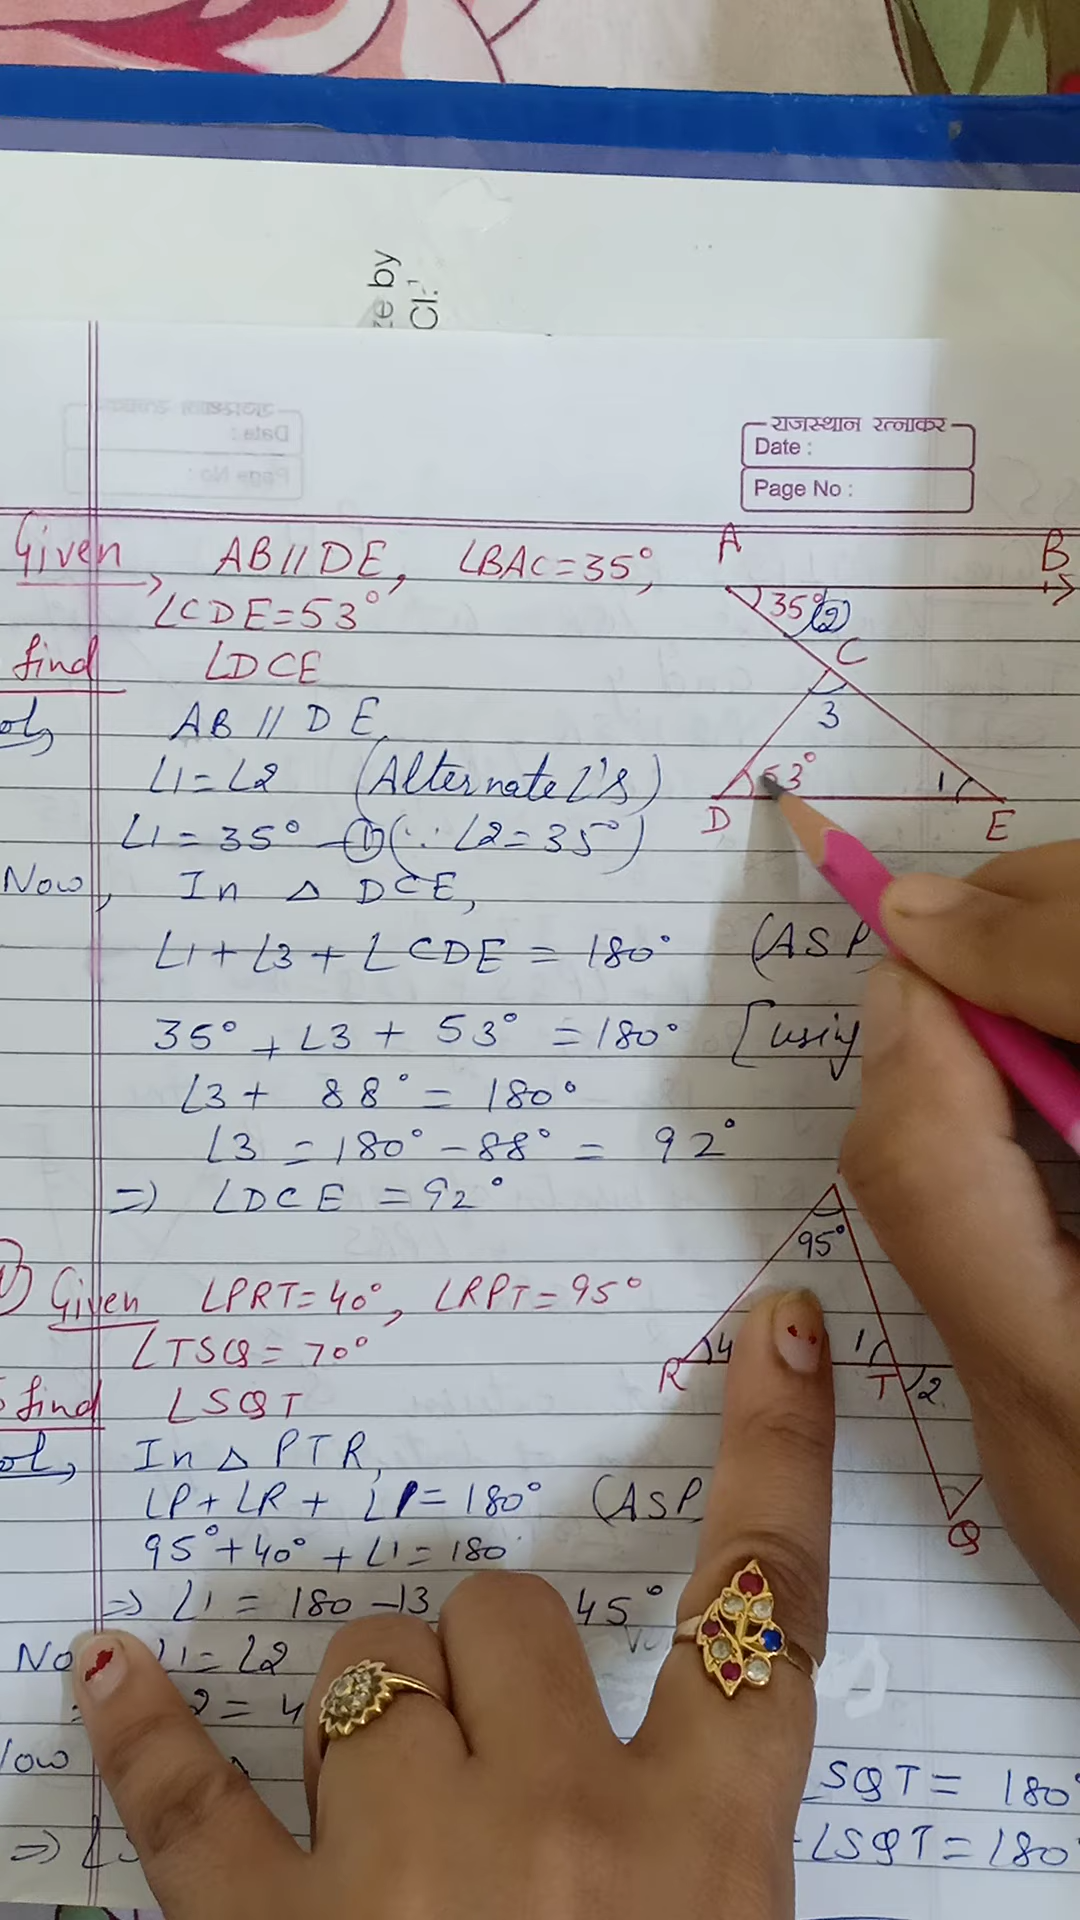 ze by
Cl.
राजस्थान रत्नाकर
Date :
Page No :
Given, AB // DE, ∠BAC = 35°,
∠CDE = 53°
find ∠DCE
AB // DE,
∠1 = ∠2 (Alternate ∠'s)
∠1 = 35° — ① (∵ ∠2 = 35°)
Now, In △ DCE,
∠1 + ∠3 + ∠CDE = 180° (ASP
35° + ∠3 + 53° = 180° [using
∠3 + 88° = 180°
∠3 = 180° - 88° = 92°
=> ∠DCE = 92°
A
B
35° (2)
C
3
53°
1
D
E
Given ∠PRT = 40°, ∠RPT = 95°
∠TSQ = 70°
find ∠SQT
In △ PTR,
∠P + ∠R + ∠1 = 180° (ASP
95° + 40° + ∠1 = 180
=> ∠1 = 180 - 13 45°
∠1 = ∠2
2 = 4
95°
R
4
1
T
2
Q
SQT = 180°
∠SQT = 180